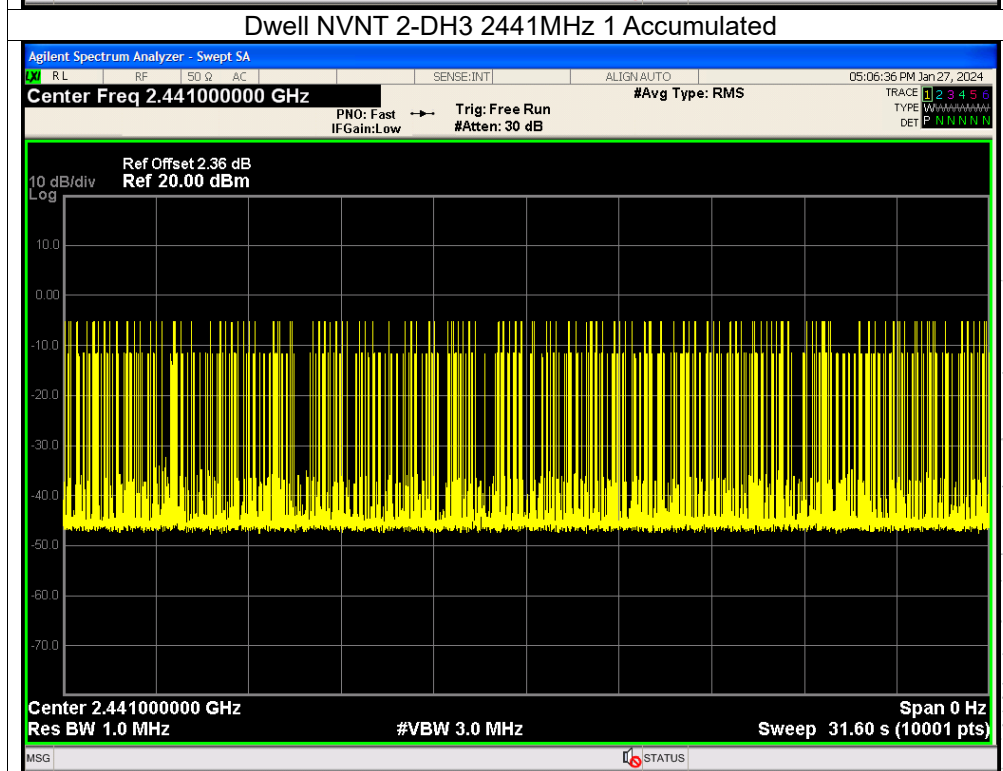 Dwell NVNT 2-DH3 2441MHz 1 Accumulated
Agilent Spectrum Analyzer - Swept SA
LXI RL RF 50 Ω AC SENSE:INT ALIGN AUTO 05:06:36 PM Jan 27, 2024
Center Freq 2.441000000 GHz #Avg Type: RMS TRACE 1 2 3 4 5 6
PNO: Fast Trig: Free Run TYPE
IFGain:Low #Atten: 30 dB DET P N N N N N
Ref Offset 2.36 dB
10 dB/div Ref 20.00 dBm
Log
10.0
0.00
-10.0
-20.0
-30.0
-40.0
-50.0
-60.0
-70.0
Center 2.441000000 GHz Span 0 Hz
Res BW 1.0 MHz #VBW 3.0 MHz Sweep 31.60 s (10001 pts)
MSG STATUS